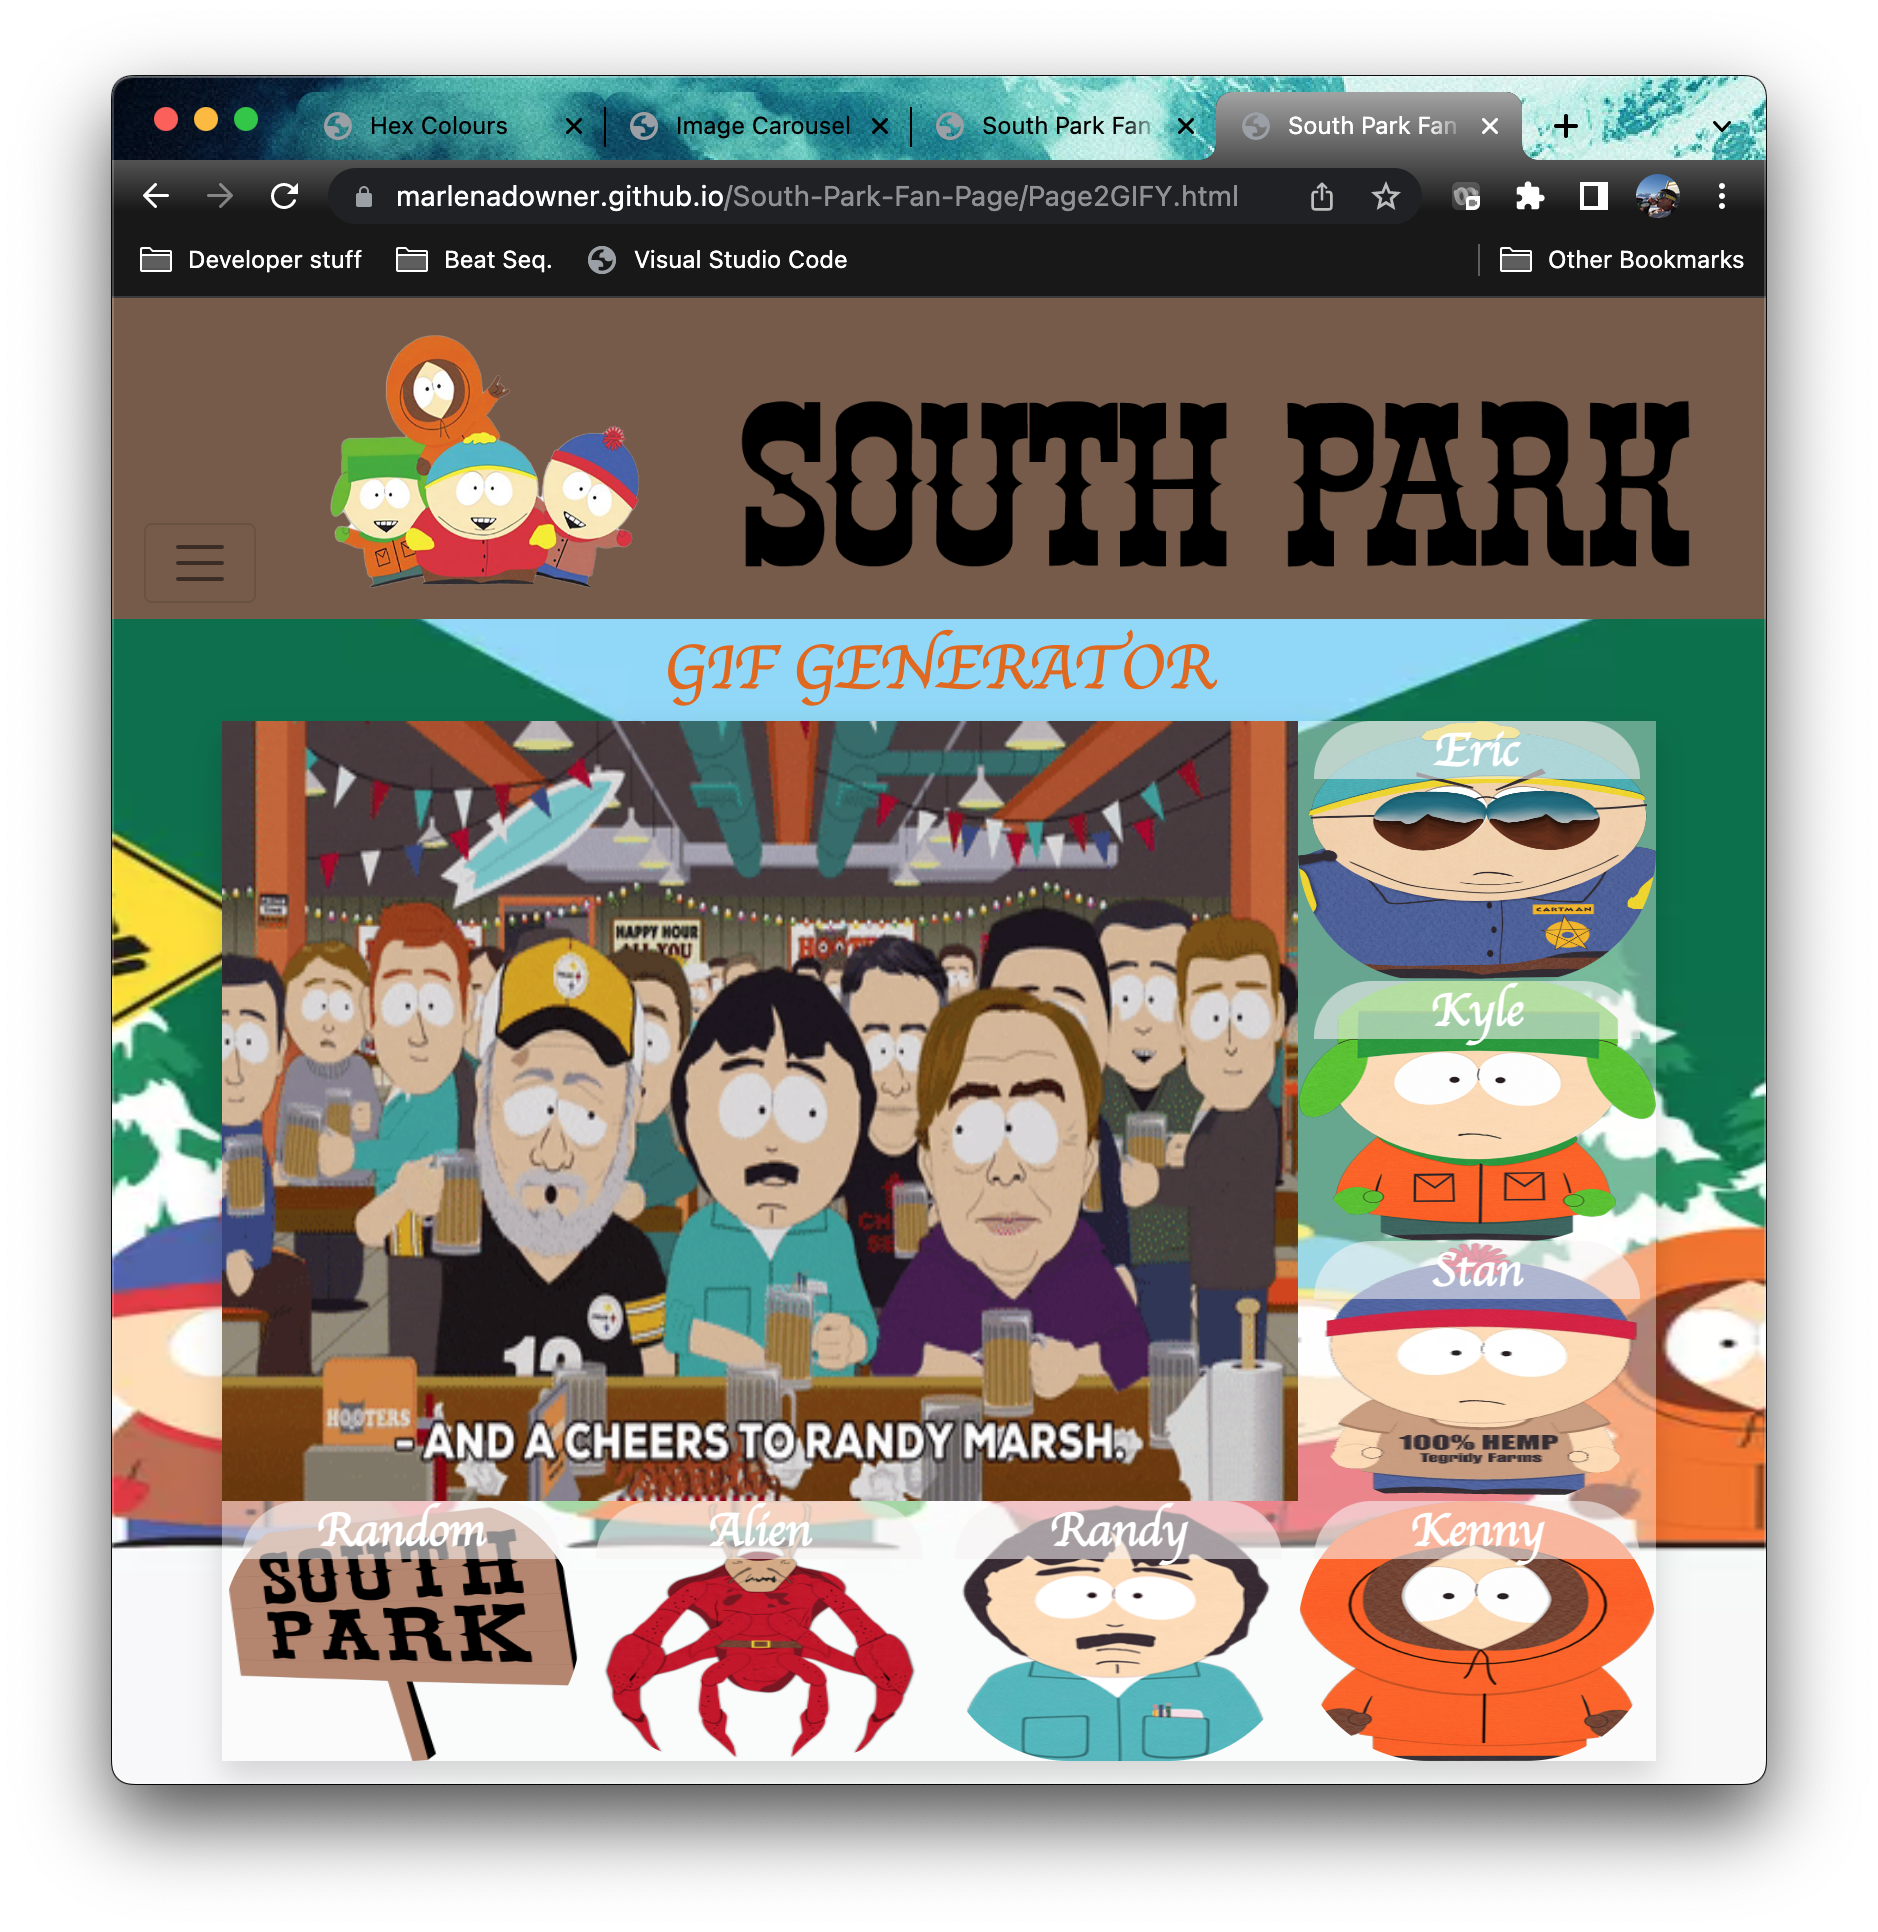 Hex Colours
Image Carousel
South Park Fan
South Park Fan
marlenadowner.github.io/South-Park-Fan-Page/Page2GIFY.html
Developer stuff
Beat Seq.
Visual Studio Code
Other Bookmarks
SOUTH PARK
GIF GENERATOR
Eric
CARTMAN
HAPPY HOUR
ALL YOU
Kyle
Stan
100% HEMP
Tegridy Farms
HOOTERS
- AND A CHEERS TO RANDY MARSH.
Random
Alien
Randy
Kenny
SOUTH
PARK